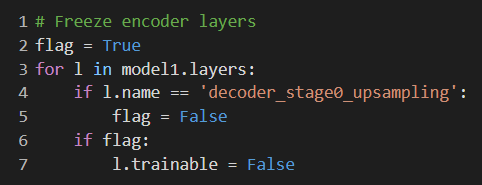 1 # Freeze encoder layers
2 flag = True
3 for l in model1.layers:
4     if l.name == 'decoder_stage0_upsampling':
5         flag = False
6     if flag:
7         l.trainable = False